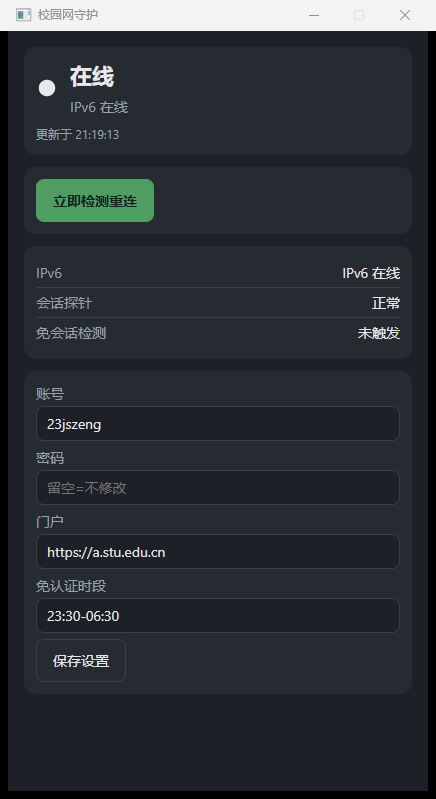 校园网守护
在线
IPv6 在线
更新于 21:19:13
立即检测重连
IPv6 IPv6 在线
会话探针 正常
免会话检测 未触发
账号
23jszeng
密码
留空=不修改
门户
https://a.stu.edu.cn
免认证时段
23:30-06:30
保存设置